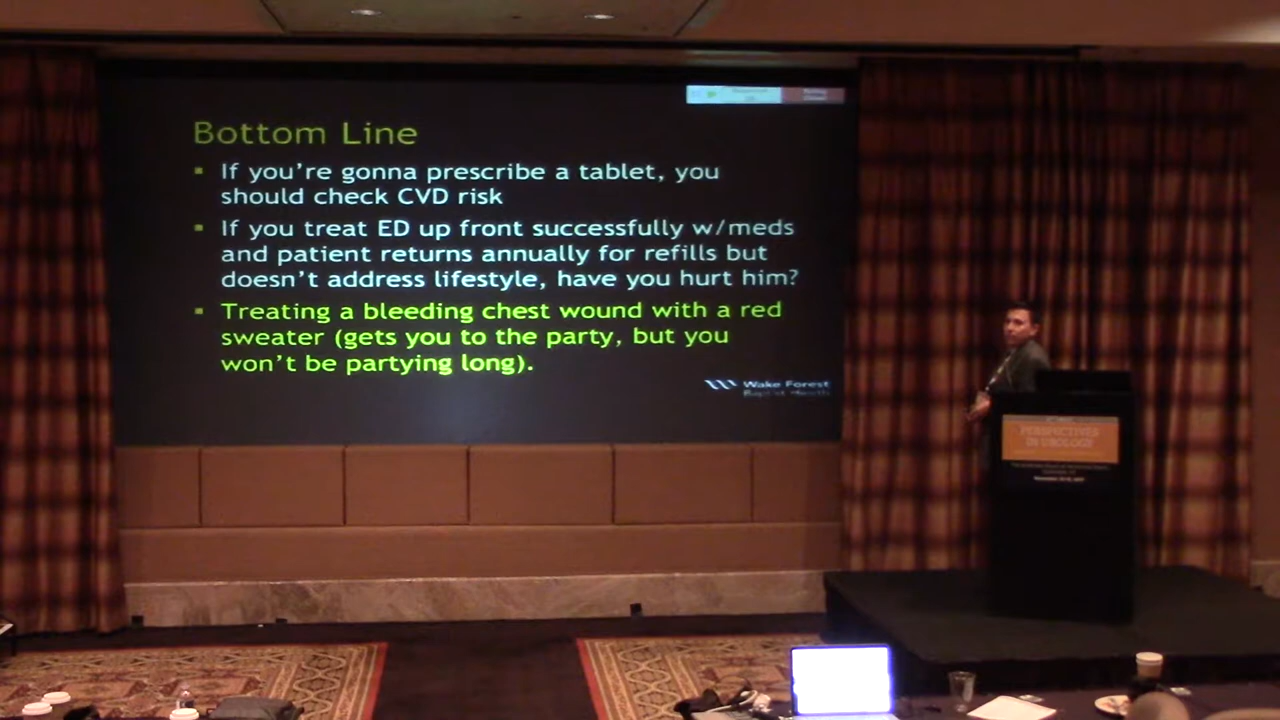 Bottom Line
If you're gonna prescribe a tablet, you
should check CVD risk
If you treat ED up front successfully w/meds
and patient returns annually for refills but
doesn't address lifestyle, have you hurt him?
Treating a bleeding chest wound with a red
sweater (gets you to the party, but you
won't be partying long).
Wake Forest
Baptist Health
PERSPECTIVES
IN UROLOGY